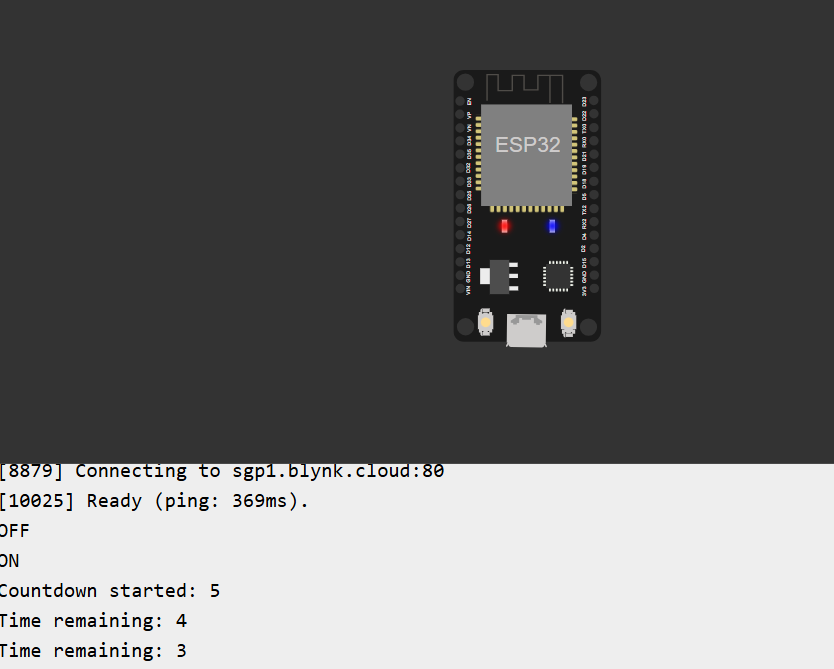 ESP32
EN
VP
VN
D34
D35
D32
D33
D25
D26
D27
D14
D12
D13
GND
VIN
D23
D22
TX0
RX0
D21
D19
D18
D5
TX2
RX2
D4
D2
D15
GND
3V3
[8879] Connecting to sgp1.blynk.cloud:80
[10025] Ready (ping: 369ms).
OFF
ON
Countdown started: 5
Time remaining: 4
Time remaining: 3